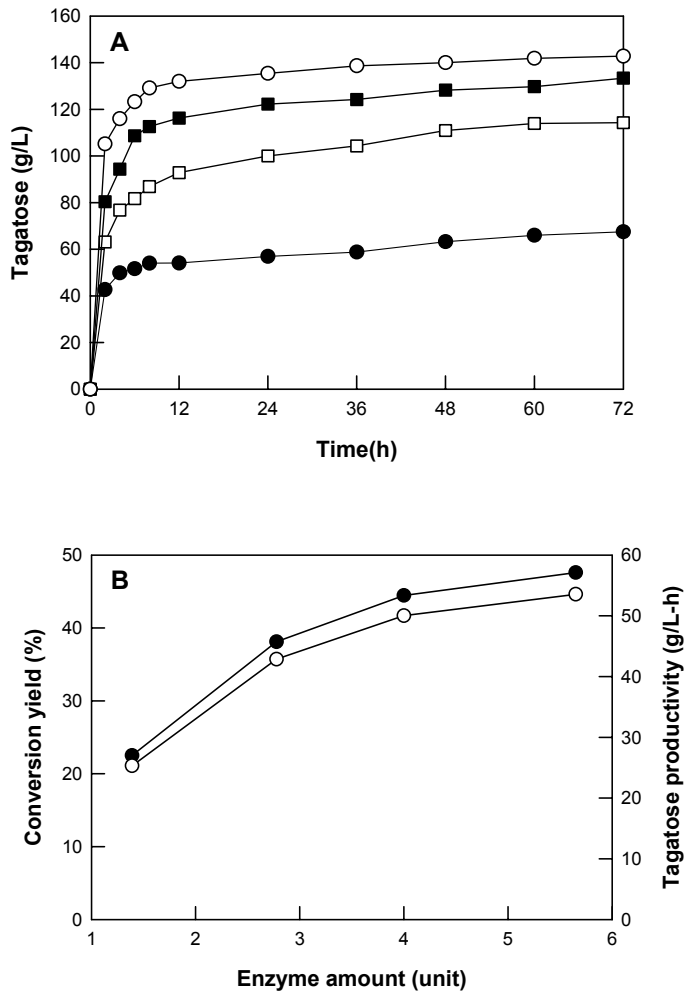 A
160
140
120
100
80
60
40
20
0
Tagatose (g/L)
0 12 24 36 48 60 72
Time(h)
B
50
40
30
20
10
0
Conversion yield (%)
60
50
40
30
20
10
0
Tagatose productivity (g/L-h)
1 2 3 4 5 6
Enzyme amount (unit)